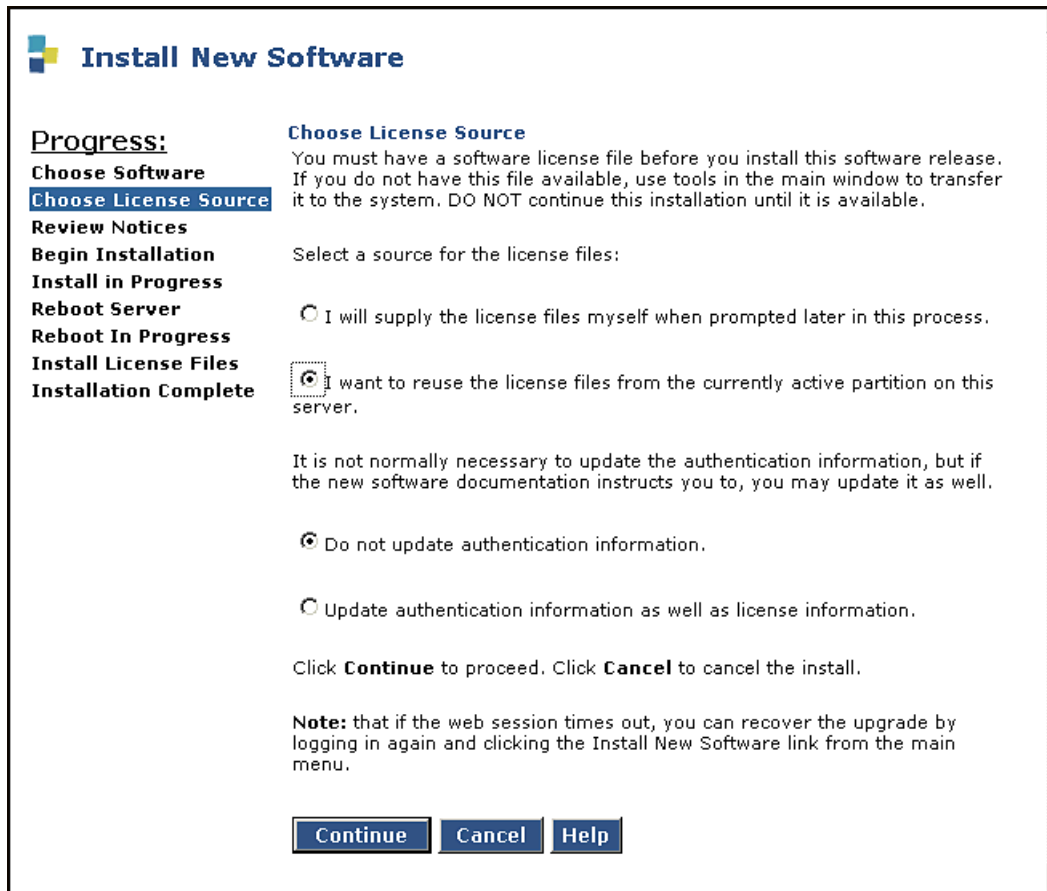 Install New Software
Progress:
Choose Software
Choose License Source
Review Notices
Begin Installation
Install in Progress
Reboot Server
Reboot In Progress
Install License Files
Installation Complete
Choose License Source
You must have a software license file before you install this software release.
If you do not have this file available, use tools in the main window to transfer
it to the system. DO NOT continue this installation until it is available.
Select a source for the license files:
I will supply the license files myself when prompted later in this process.
I want to reuse the license files from the currently active partition on this
server.
It is not normally necessary to update the authentication information, but if
the new software documentation instructs you to, you may update it as well.
Do not update authentication information.
Update authentication information as well as license information.
Click Continue to proceed. Click Cancel to cancel the install.
Note: that if the web session times out, you can recover the upgrade by
logging in again and clicking the Install New Software link from the main
menu.
Continue
Cancel
Help